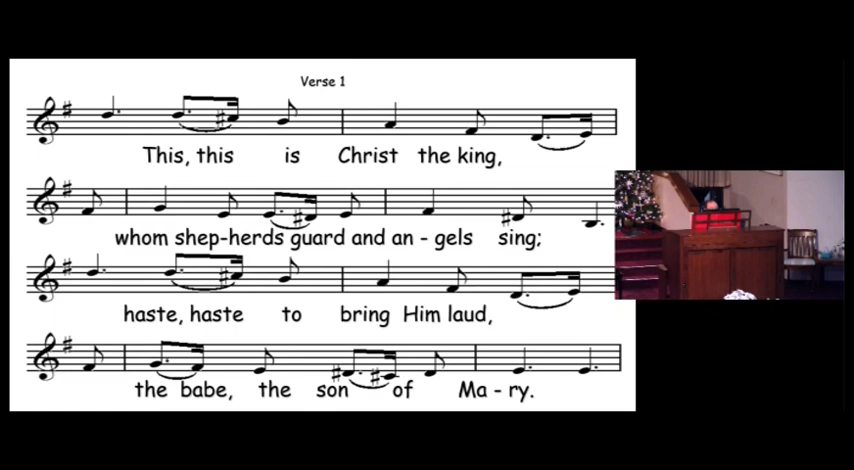 Verse 1
This, this is Christ the king,
whom shep-herds guard and an - gels sing;
haste, haste to bring Him laud,
the babe, the son of Ma - ry.